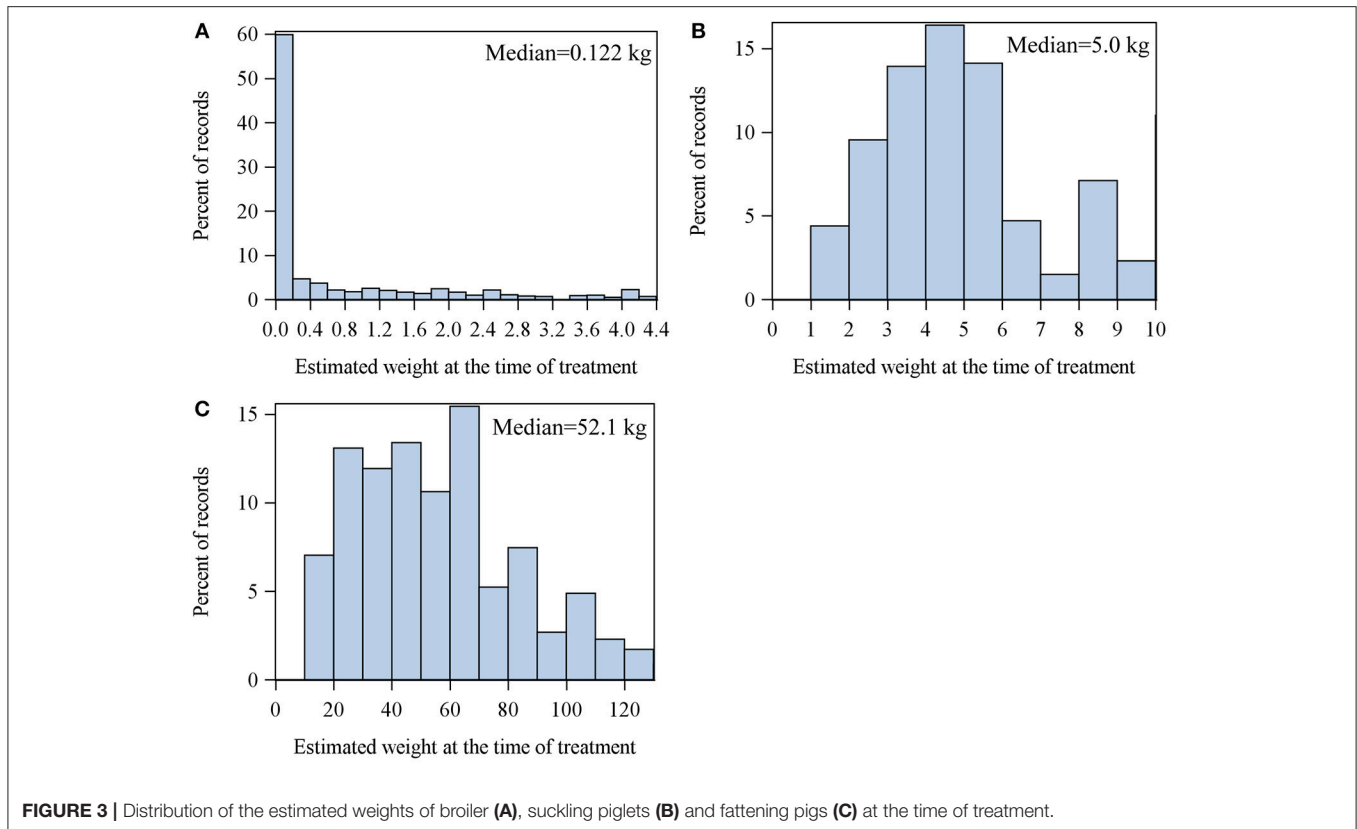 A
Median=0.122 kg
Percent of records
60
50
40
30
20
10
0
0.0 0.4 0.8 1.2 1.6 2.0 2.4 2.8 3.2 3.6 4.0 4.4
Estimated weight at the time of treatment
B
Median=5.0 kg
Percent of records
15
10
5
0
0 1 2 3 4 5 6 7 8 9 10
Estimated weight at the time of treatment
C
Median=52.1 kg
Percent of records
15
10
5
0
0 20 40 60 80 100 120
Estimated weight at the time of treatment
FIGURE 3 | Distribution of the estimated weights of broiler (A), suckling piglets (B) and fattening pigs (C) at the time of treatment.